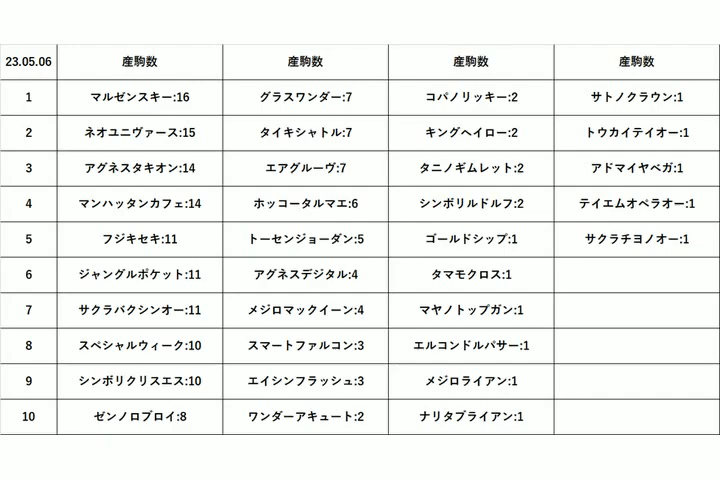 23.05.06 産駒数 産駒数 産駒数 産駒数
1 マルゼンスキー:16 グラスワンダー:7 コパノリッキー:2 サトノクラウン:1
2 ネオユニヴァース:15 タイキシャトル:7 キングヘイロー:2 トウカイテイオー:1
3 アグネスタキオン:14 エアグルーヴ:7 タニノギムレット:2 アドマイヤベガ:1
4 マンハッタンカフェ:14 ホッコータルマエ:6 シンボリルドルフ:2 テイエムオペラオー:1
5 フジキセキ:11 トーセンジョーダン:5 ゴールドシップ:1 サクラチヨノオー:1
6 ジャングルポケット:11 アグネスデジタル:4 タマモクロス:1
7 サクラバクシンオー:11 メジロマックイーン:4 マヤノトップガン:1
8 スペシャルウィーク:10 スマートファルコン:3 エルコンドルパサー:1
9 シンボリクリスエス:10 エイシンフラッシュ:3 メジロライアン:1
10 ゼンノロブロイ:8 ワンダーアキュート:2 ナリタブライアン:1